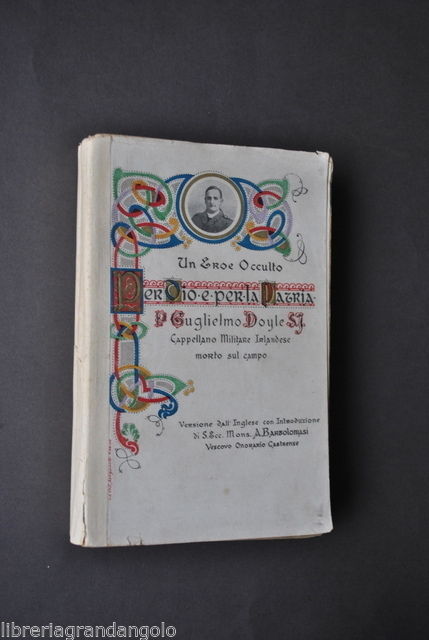 Un Eroe Occulto
Per Dio e per la Patria
P. Guglielmo Doyle S.J.
Cappellano Militare Irlandese
morto sul campo
Versione dall'Inglese con Introduzione
di S. Ecc. Mons. A. Bartolomasi
Vescovo Onorario Castrense
libreriagrandangolo